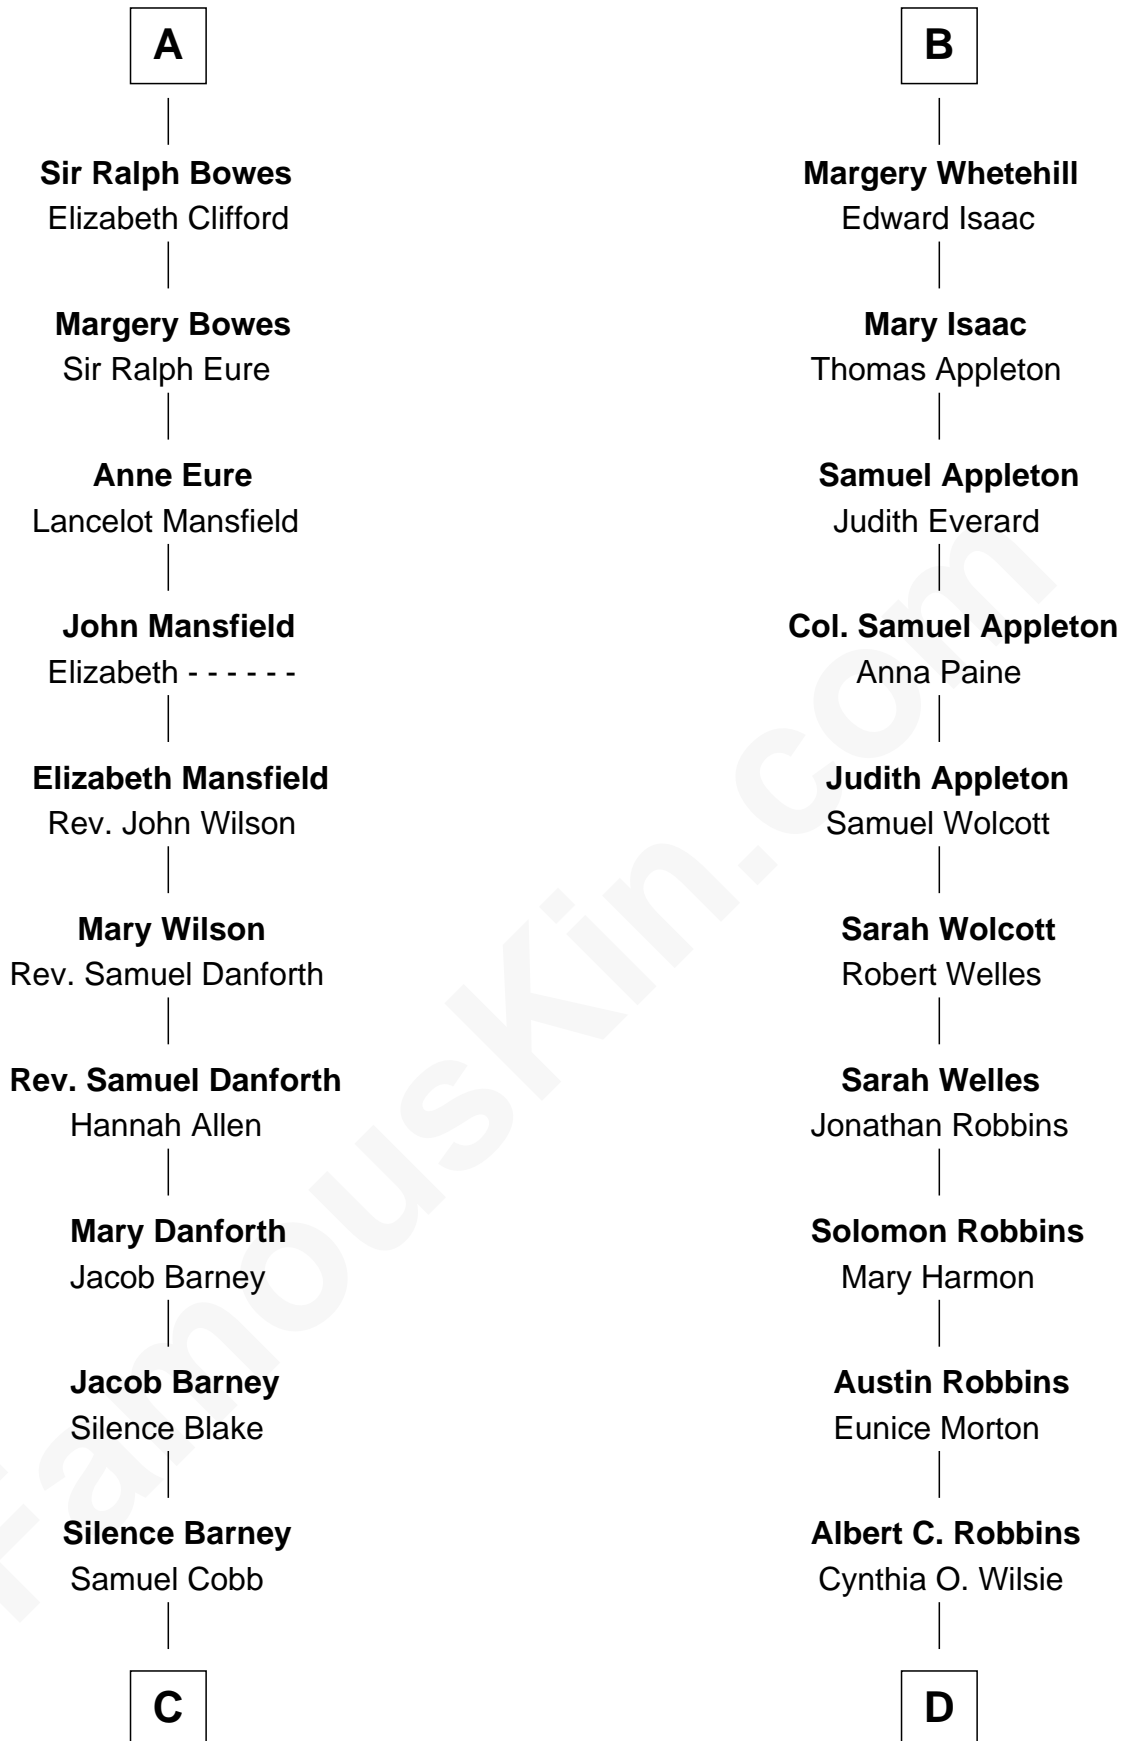 A
Sir Ralph Bowes
Elizabeth Clifford
Margery Bowes
Sir Ralph Eure
Anne Eure
Lancelot Mansfield
John Mansfield
Elizabeth - - - - - -
Elizabeth Mansfield
Rev. John Wilson
Mary Wilson
Rev. Samuel Danforth
Rev. Samuel Danforth
Hannah Allen
Mary Danforth
Jacob Barney
Jacob Barney
Silence Blake
Silence Barney
Samuel Cobb
C
B
Margery Whetehill
Edward Isaac
Mary Isaac
Thomas Appleton
Samuel Appleton
Judith Everard
Col. Samuel Appleton
Anna Paine
Judith Appleton
Samuel Wolcott
Sarah Wolcott
Robert Welles
Sarah Welles
Jonathan Robbins
Solomon Robbins
Mary Harmon
Austin Robbins
Eunice Morton
Albert C. Robbins
Cynthia O. Wilsie
D
FamousKin.com